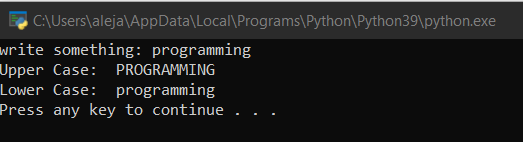 C:\Users\aleja\AppData\Local\Programs\Python\Python39\python.exe
write something: programming
Upper Case:  PROGRAMMING
Lower Case:  programming
Press any key to continue . . .